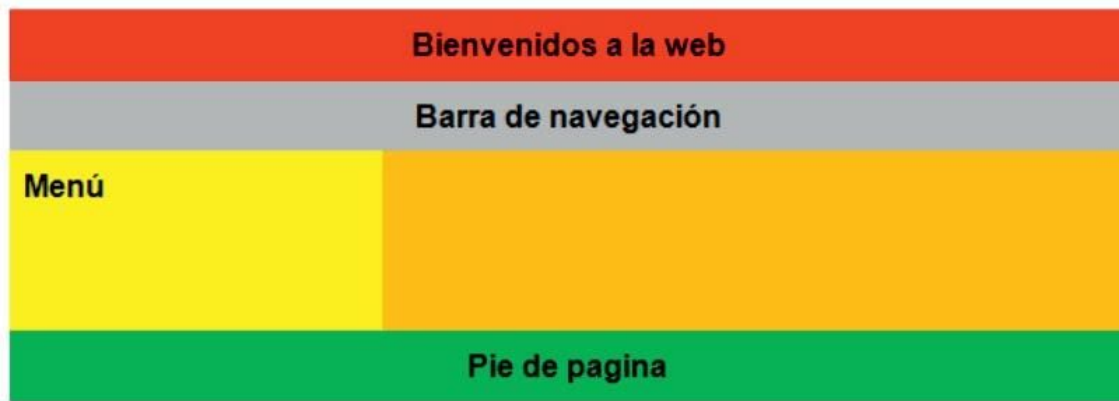 Bienvenidos a la web
Barra de navegación
Menú
Pie de pagina